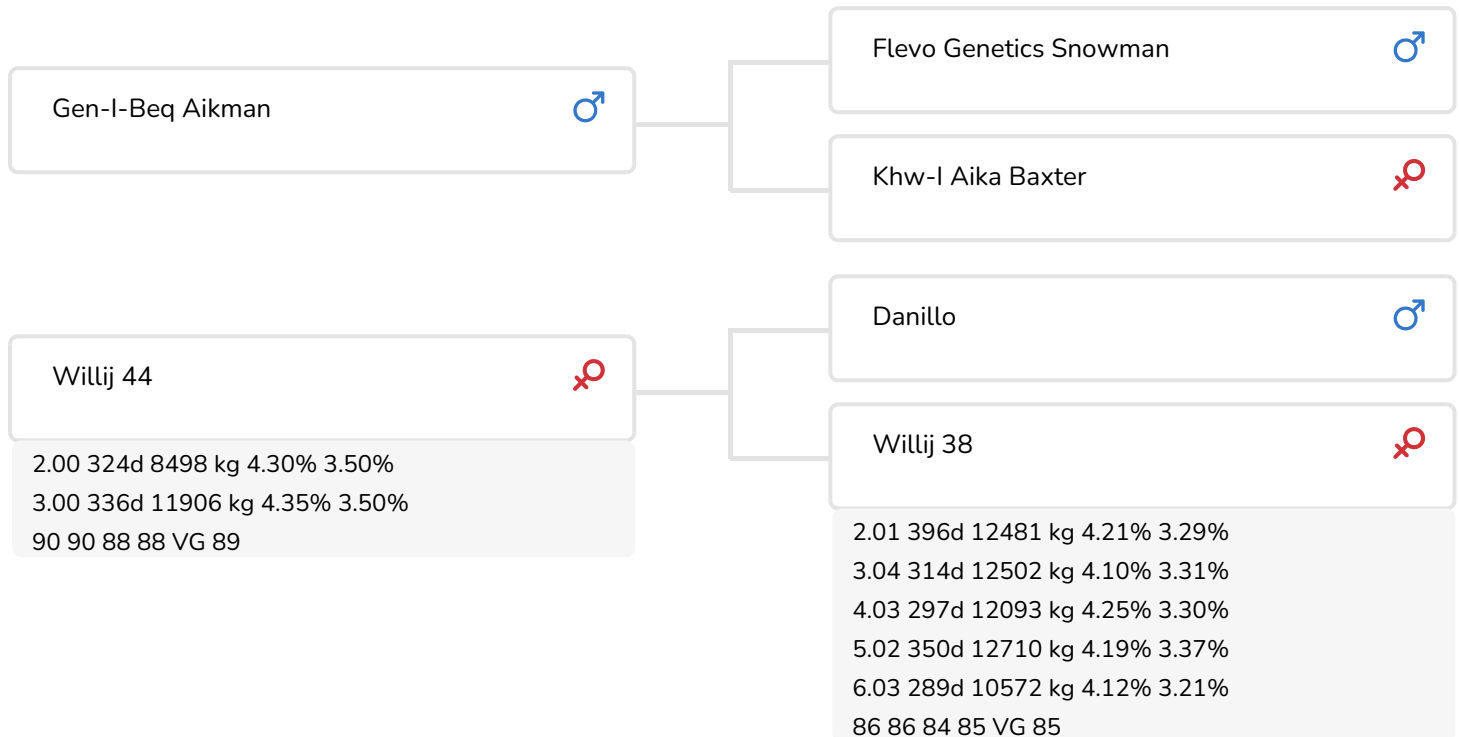 Gen-I-Beq Aikman
Flevo Genetics Snowman
Khw-I Aika Baxter
Willij 44
2.00 324d 8498 kg 4.30% 3.50%
3.00 336d 11906 kg 4.35% 3.50%
90 90 88 88 VG 89
Danillo
Willij 38
2.01 396d 12481 kg 4.21% 3.29%
3.04 314d 12502 kg 4.10% 3.31%
4.03 297d 12093 kg 4.25% 3.30%
5.02 350d 12710 kg 4.19% 3.37%
6.03 289d 10572 kg 4.12% 3.21%
86 86 84 85 VG 85